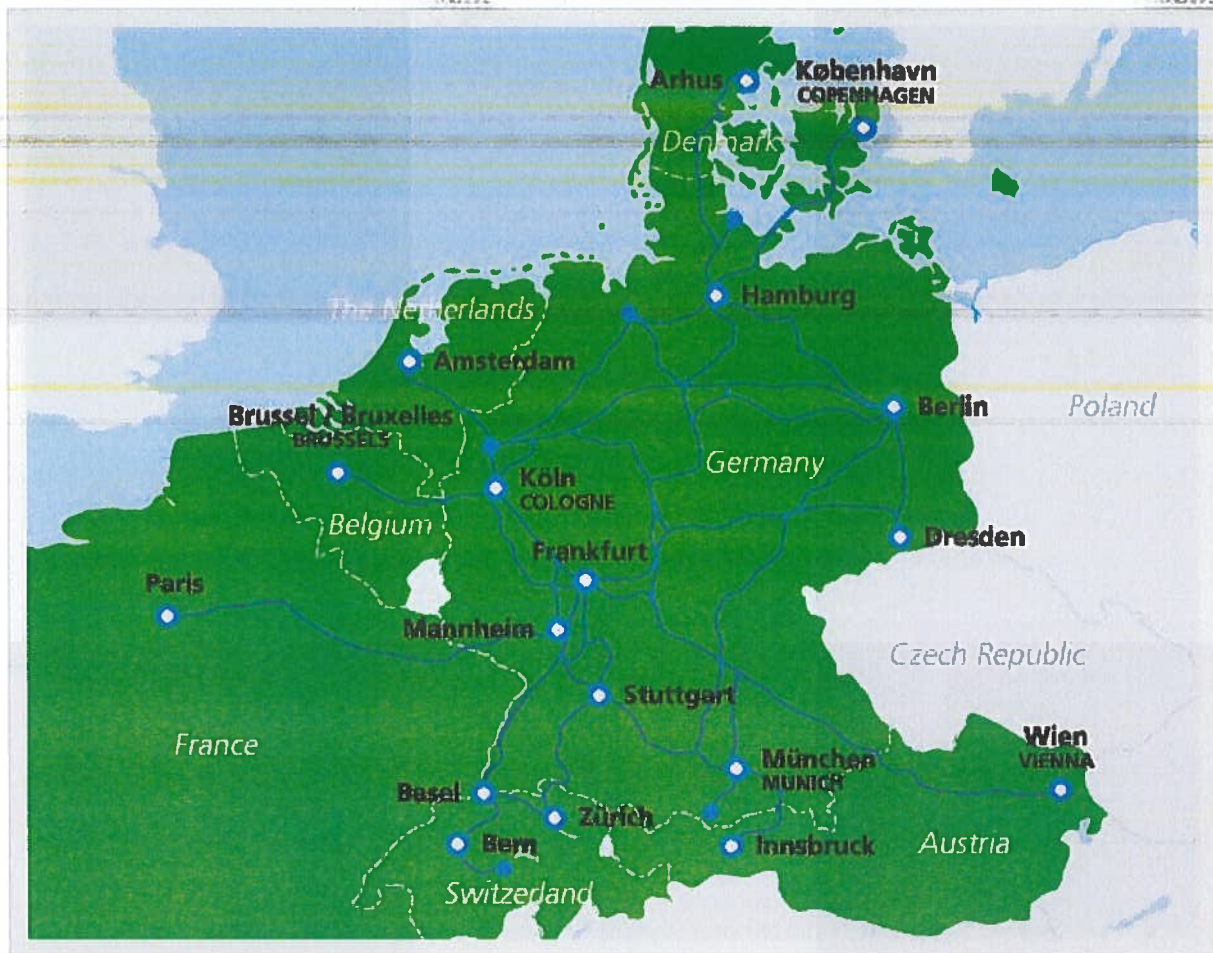 Arhus
København
COPENHAGEN
Denmark
Hamburg
The Netherlands
Amsterdam
Berlin
Poland
Brussel / Bruxelles
BRUSSELS
Germany
Köln
COLOGNE
Belgium
Dresden
Frankfurt
Paris
Mannheim
Czech Republic
Stuttgart
France
Wien
VIENNA
München
MUNICH
Basel
Zürich
Bern
Innsbruck
Austria
Switzerland